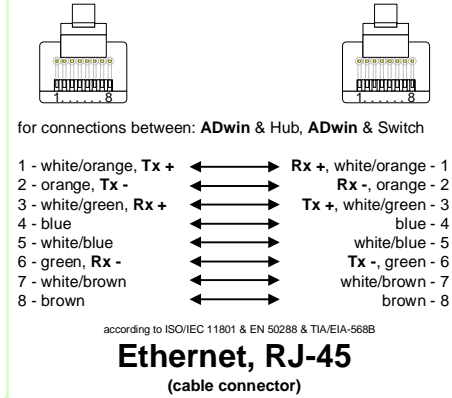 1.......8 1.......8
for connections between: ADwin & Hub, ADwin & Switch
1 - white/orange, Tx + Rx +, white/orange - 1
2 - orange, Tx - Rx -, orange - 2
3 - white/green, Rx + Tx +, white/green - 3
4 - blue blue - 4
5 - white/blue white/blue - 5
6 - green, Rx - Tx -, green - 6
7 - white/brown white/brown - 7
8 - brown brown - 8
according to ISO/IEC 11801 & EN 50288 & TIA/EIA-568B
Ethernet, RJ-45
(cable connector)